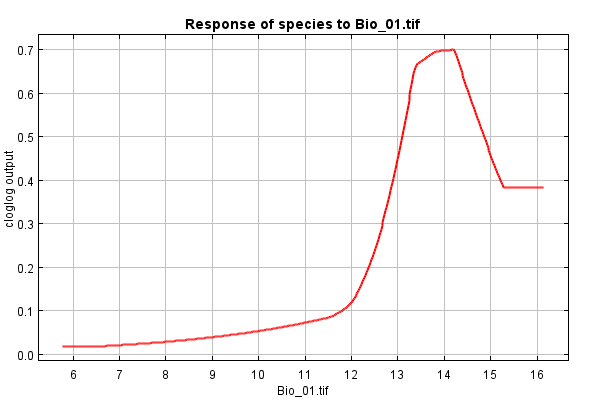 Response of species to Bio_01.tif
cloglog output
0.7
0.6
0.5
0.4
0.3
0.2
0.1
0.0
6 7 8 9 10 11 12 13 14 15 16
Bio_01.tif